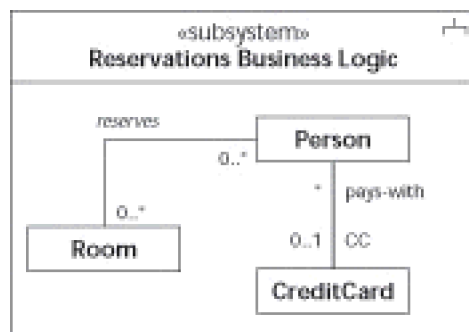 «subsystem»
Reservations Business Logic
reserves
Person
0..*
* pays-with
0..*
Room
0..1 CC
CreditCard